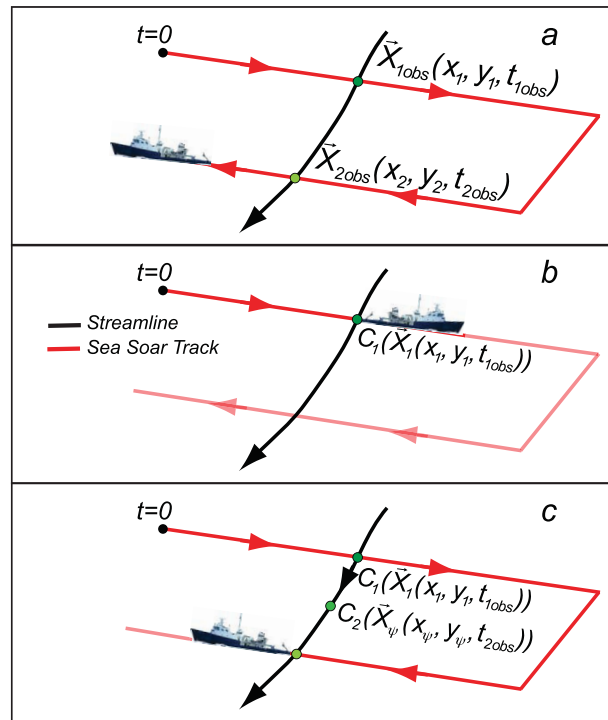 a
t=0
X⃗1obs(x1, y1, t1obs)
X⃗2obs(x2, y2, t2obs)
b
t=0
Streamline
Sea Soar Track
C1(X⃗1(x1, y1, t1obs))
c
t=0
C1(X⃗1(x1, y1, t1obs))
C2(X⃗ψ(xψ, yψ, t2obs))